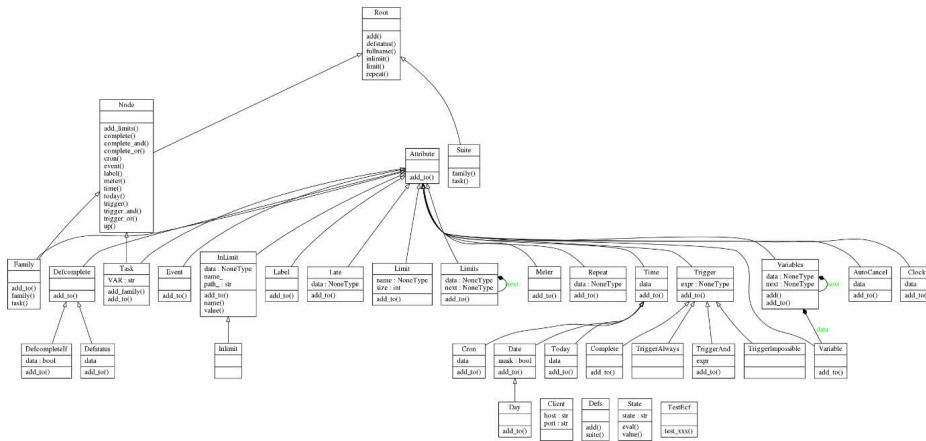 Root
add()
defstatus()
fullname()
inlimit()
limit()
repeat()
Node
add_limits()
complete()
complete_and()
complete_or()
cron()
event()
label()
meter()
time()
today()
trigger()
trigger_and()
trigger_or()
up()
Attribute
add_to()
Suite
family()
task()
Family
add_to()
family()
task()
Defcomplete
add_to()
Task
VAR : str
add_family()
add_to()
Event
add_to()
InLimit
data : NoneType
name_
path_ : str
add_to()
name()
value()
Label
add_to()
Late
data : NoneType
add_to()
Limit
name : NoneType
size : int
add_to()
Limits
data : NoneType
next : NoneType
add_to()
next
Meter
add_to()
Repeat
data : NoneType
add_to()
Time
data
add_to()
Trigger
expr : NoneType
add_to()
Variables
data : NoneType
next : NoneType
add()
add_to()
next
AutoCancel
data
add_to()
Clock
data
add_to()
data
DefcompleteIf
data : bool
add_to()
Defstatus
data
add_to()
Inlimit
Cron
data
add_to()
Date
mask : bool
add_to()
Today
data
add_to()
Complete
add_to()
TriggerAlways
TriggerAnd
expr
add_to()
TriggerImpossible
Variable
add_to()
Day
add_to()
Client
host : str
port : str
Defs
add()
suite()
State
state : str
eval()
value()
TestEcf
test_xxx()